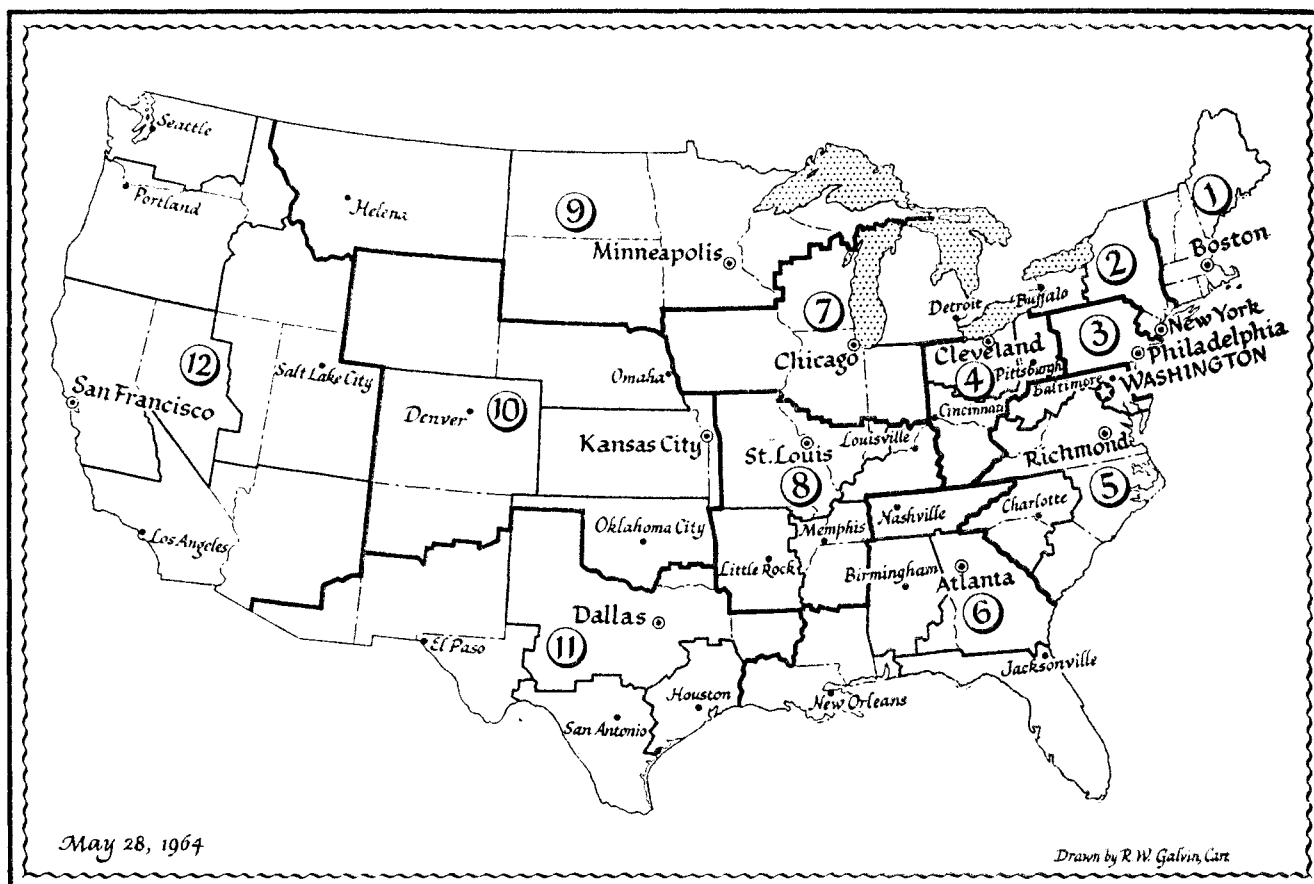 Seattle
Portland
Helena
9
Minneapolis
1
Boston
2
Buffalo
Detroit
7
New York
3
Philadelphia
Cleveland
Chicago
Pittsburgh
WASHINGTON
Baltimore
4
12
Salt Lake City
Omaha
San Francisco
Denver
10
Cincinnati
Kansas City
St. Louis
Louisville
Richmond
8
5
Charlotte
Nashville
Memphis
Oklahoma City
Los Angeles
Little Rock
Birmingham
Atlanta
6
Dallas
11
El Paso
Jacksonville
Houston
New Orleans
San Antonio
May 28, 1964
Drawn by R. W. Galvin, Cart.